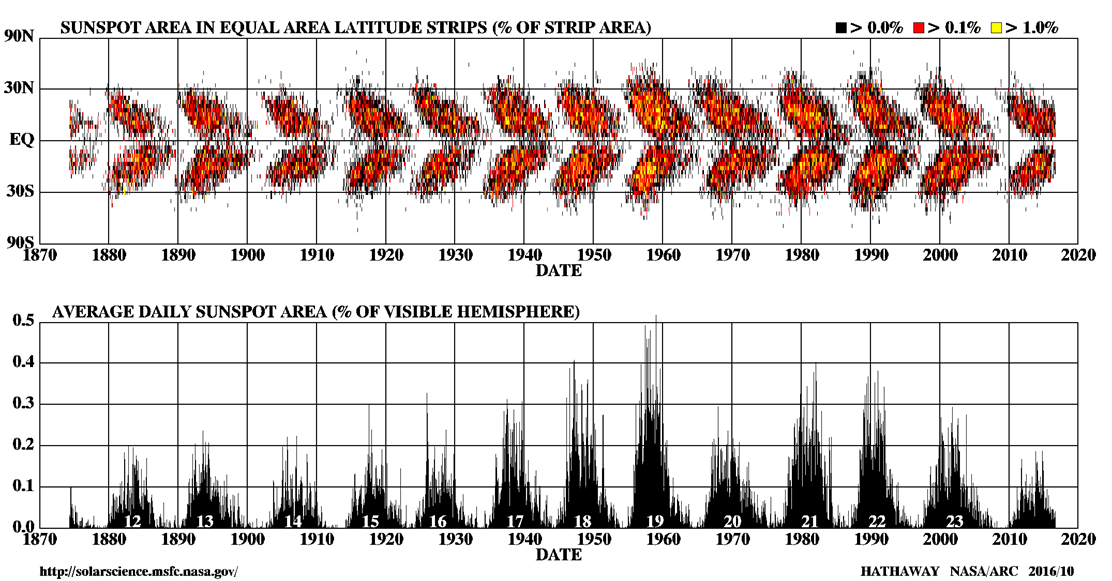 SUNSPOT AREA IN EQUAL AREA LATITUDE STRIPS (% OF STRIP AREA) > 0.0% > 0.1% > 1.0%
90N
30N
EQ
30S
90S
1870 1880 1890 1900 1910 1920 1930 1940 1950 1960 1970 1980 1990 2000 2010 2020
DATE
AVERAGE DAILY SUNSPOT AREA (% OF VISIBLE HEMISPHERE)
0.5
0.4
0.3
0.2
0.1
0.0
12 13 14 15 16 17 18 19 20 21 22 23
1870 1880 1890 1900 1910 1920 1930 1940 1950 1960 1970 1980 1990 2000 2010 2020
DATE
http://solarscience.msfc.nasa.gov/ HATHAWAY NASA/ARC 2016/10